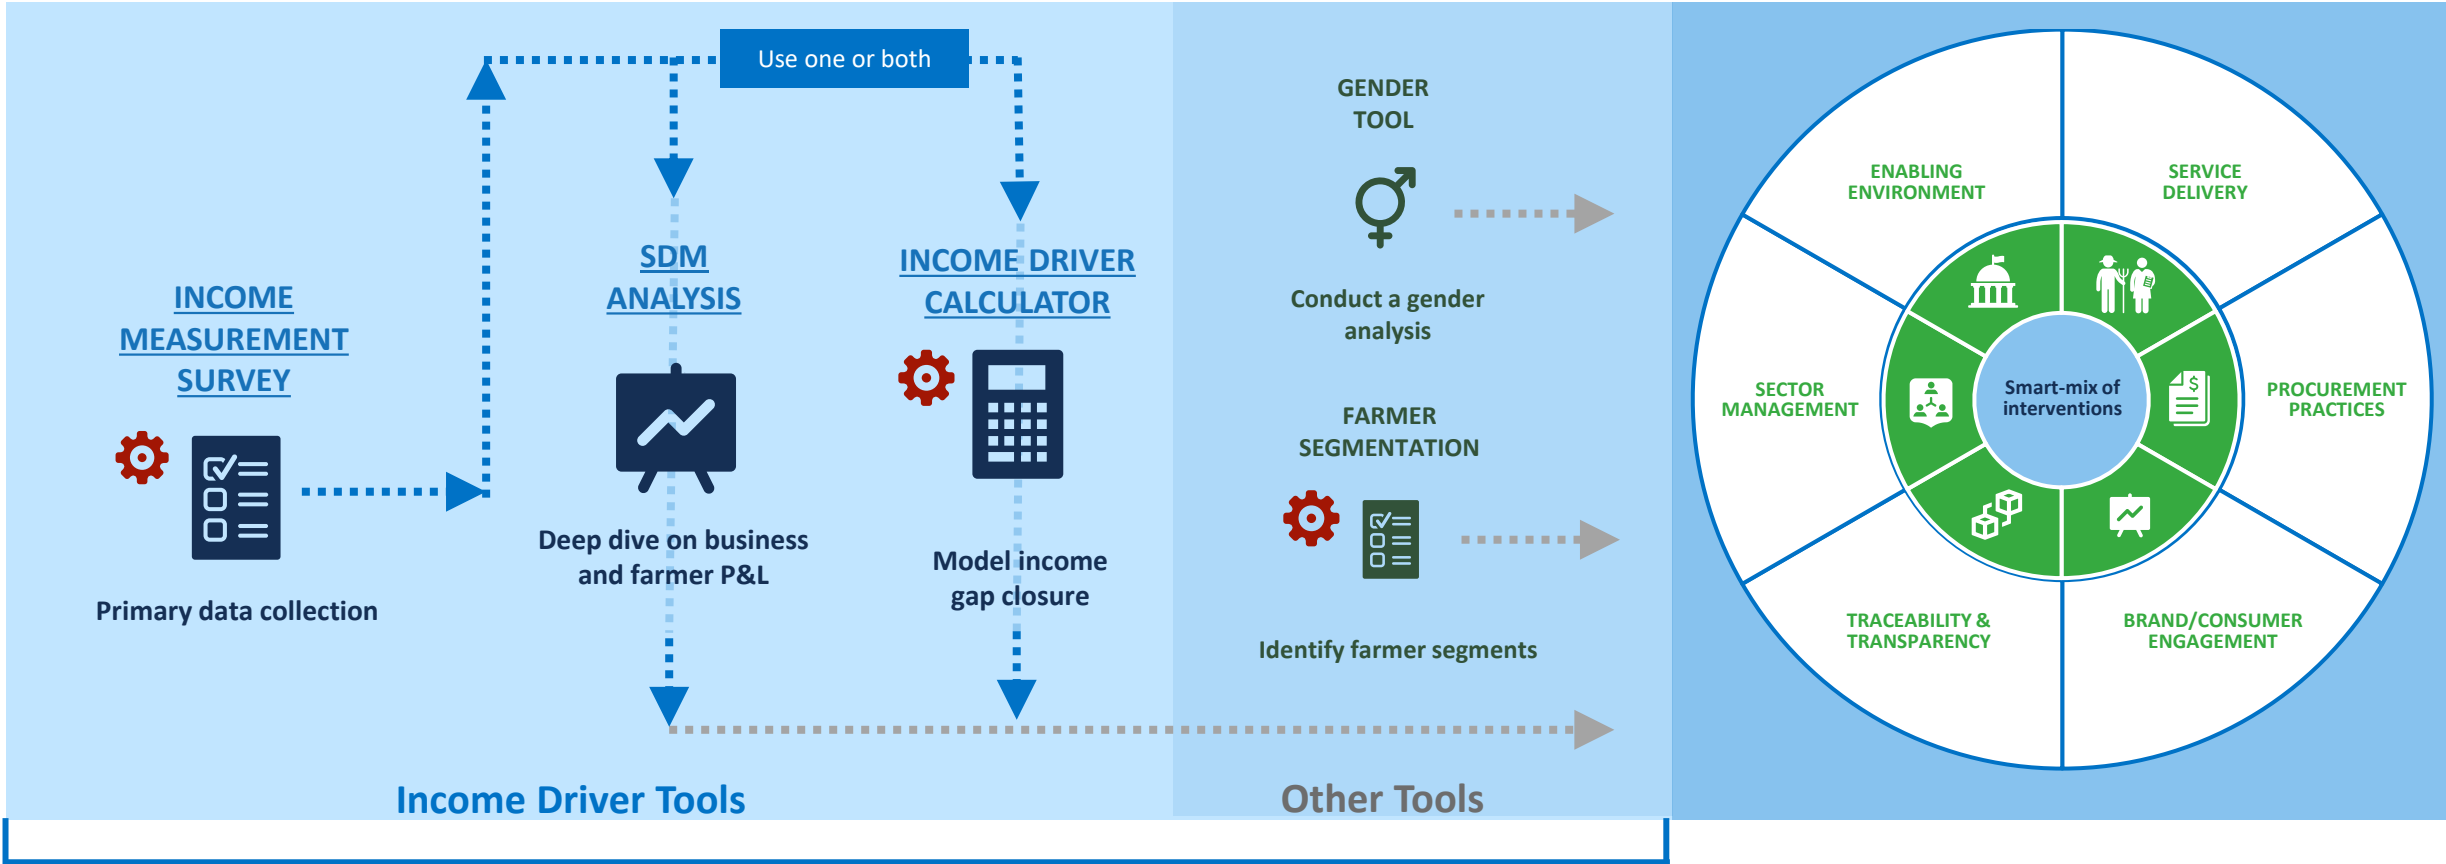 Use one or both
INCOME
MEASUREMENT
SURVEY
Primary data collection
SDM
ANALYSIS
Deep dive on business
and farmer P&L
INCOME DRIVER
CALCULATOR
Model income
gap closure
Income Driver Tools
GENDER
TOOL
Conduct a gender
analysis
FARMER
SEGMENTATION
Identify farmer segments
Other Tools
ENABLING
ENVIRONMENT
SERVICE
DELIVERY
SECTOR
MANAGEMENT
Smart-mix of
interventions
$
PROCUREMENT
PRACTICES
TRACEABILITY &
TRANSPARENCY
BRAND/CONSUMER
ENGAGEMENT